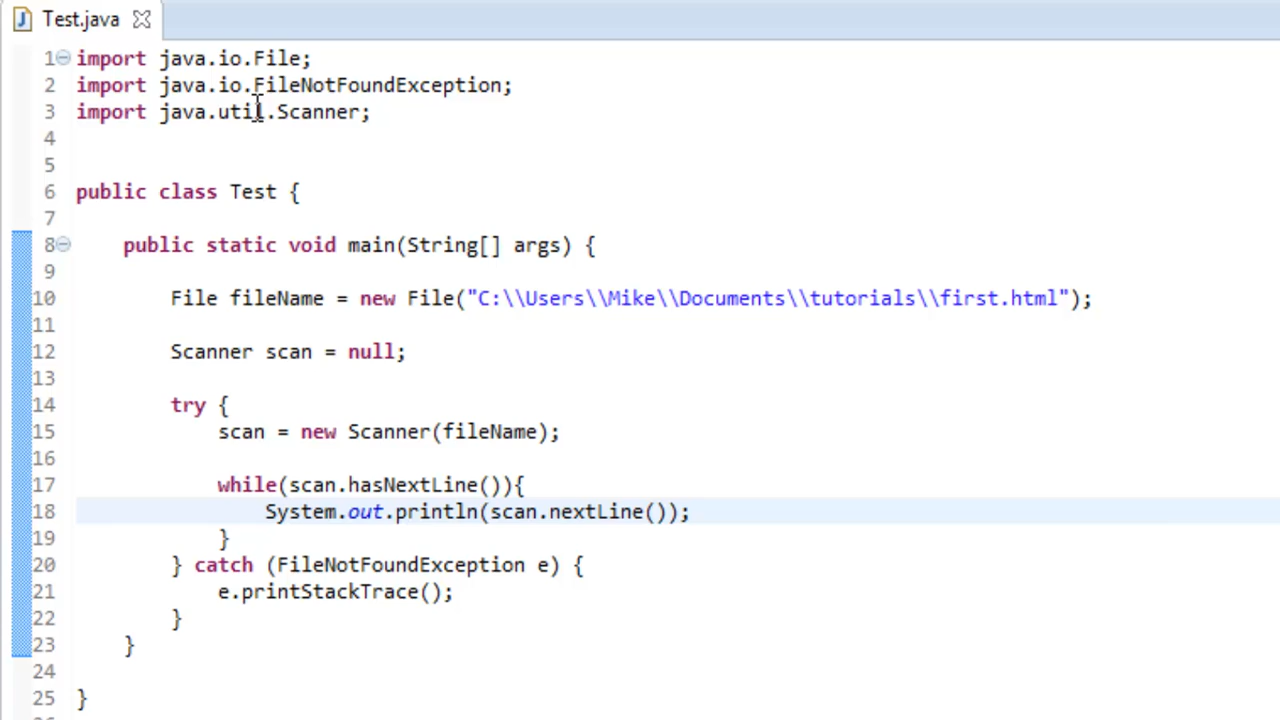 Test.java
1 import java.io.File;
2 import java.io.FileNotFoundException;
3 import java.util.Scanner;
4
5
6 public class Test {
7
8     public static void main(String[] args) {
9
10         File fileName = new File("C:\\Users\\Mike\\Documents\\tutorials\\first.html");
11
12         Scanner scan = null;
13
14         try {
15             scan = new Scanner(fileName);
16
17             while(scan.hasNextLine()){
18                 System.out.println(scan.nextLine());
19             }
20         } catch (FileNotFoundException e) {
21             e.printStackTrace();
22         }
23     }
24
25 }